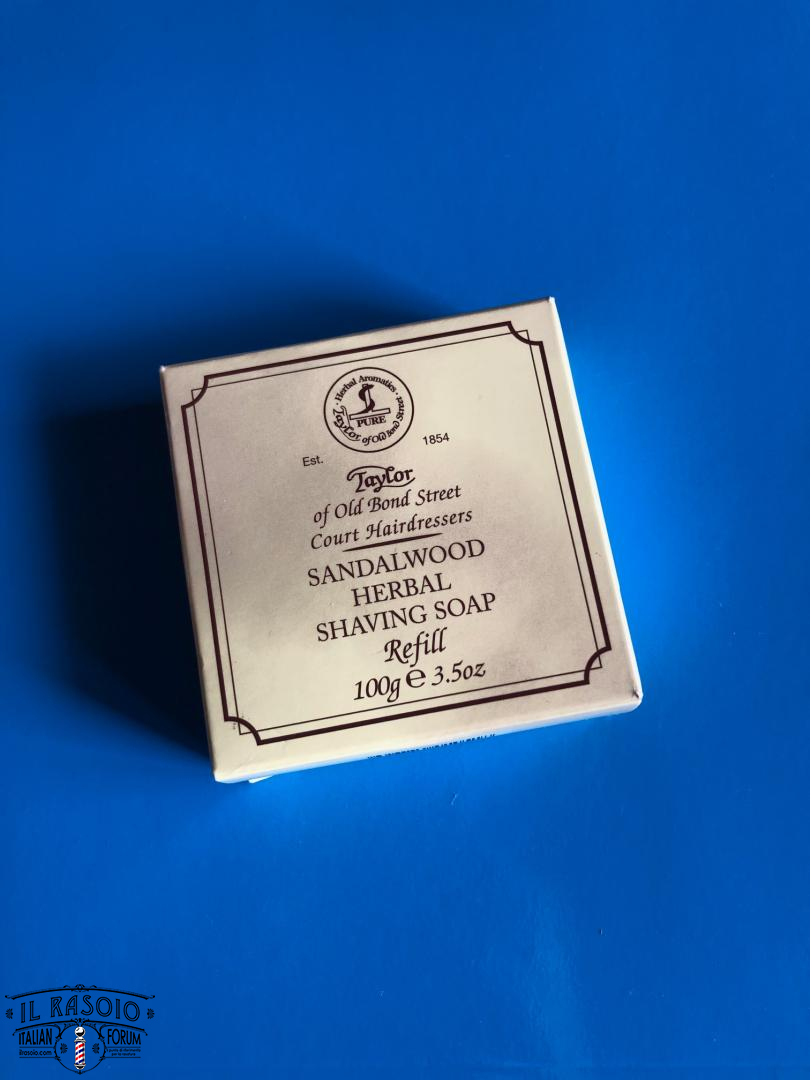 Herbal Aromatics
PURE
Taylor of Old Bond Street
Est. 1854
Taylor
of Old Bond Street
Court Hairdressers
SANDALWOOD
HERBAL
SHAVING SOAP
Refill
100g e 3.5oz
IL RASOIO
ITALIAN FORUM
ilrasoio.com